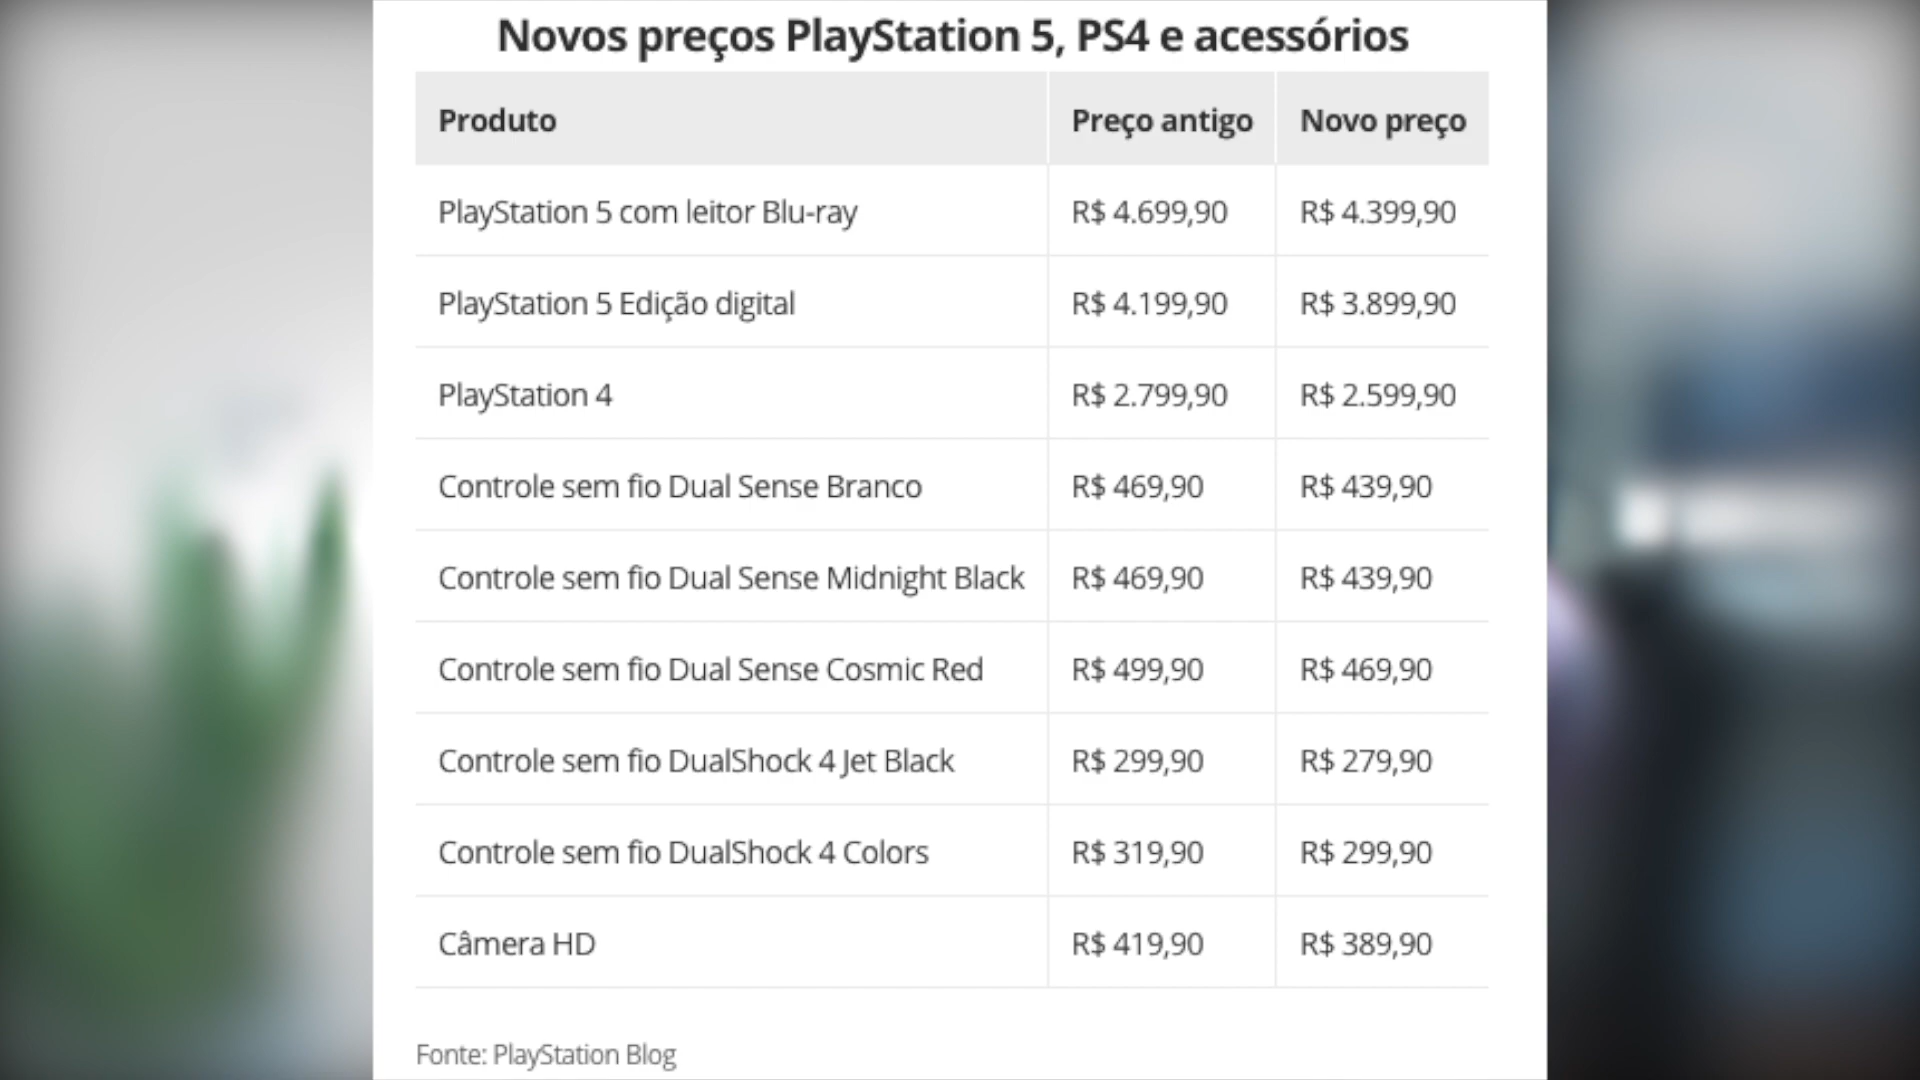 Novos preços PlayStation 5, PS4 e acessórios
Produto Preço antigo Novo preço
PlayStation 5 com leitor Blu-ray R$ 4.699,90 R$ 4.399,90
PlayStation 5 Edição digital R$ 4.199,90 R$ 3.899,90
PlayStation 4 R$ 2.799,90 R$ 2.599,90
Controle sem fio Dual Sense Branco R$ 469,90 R$ 439,90
Controle sem fio Dual Sense Midnight Black R$ 469,90 R$ 439,90
Controle sem fio Dual Sense Cosmic Red R$ 499,90 R$ 469,90
Controle sem fio DualShock 4 Jet Black R$ 299,90 R$ 279,90
Controle sem fio DualShock 4 Colors R$ 319,90 R$ 299,90
Câmera HD R$ 419,90 R$ 389,90
Fonte: PlayStation Blog